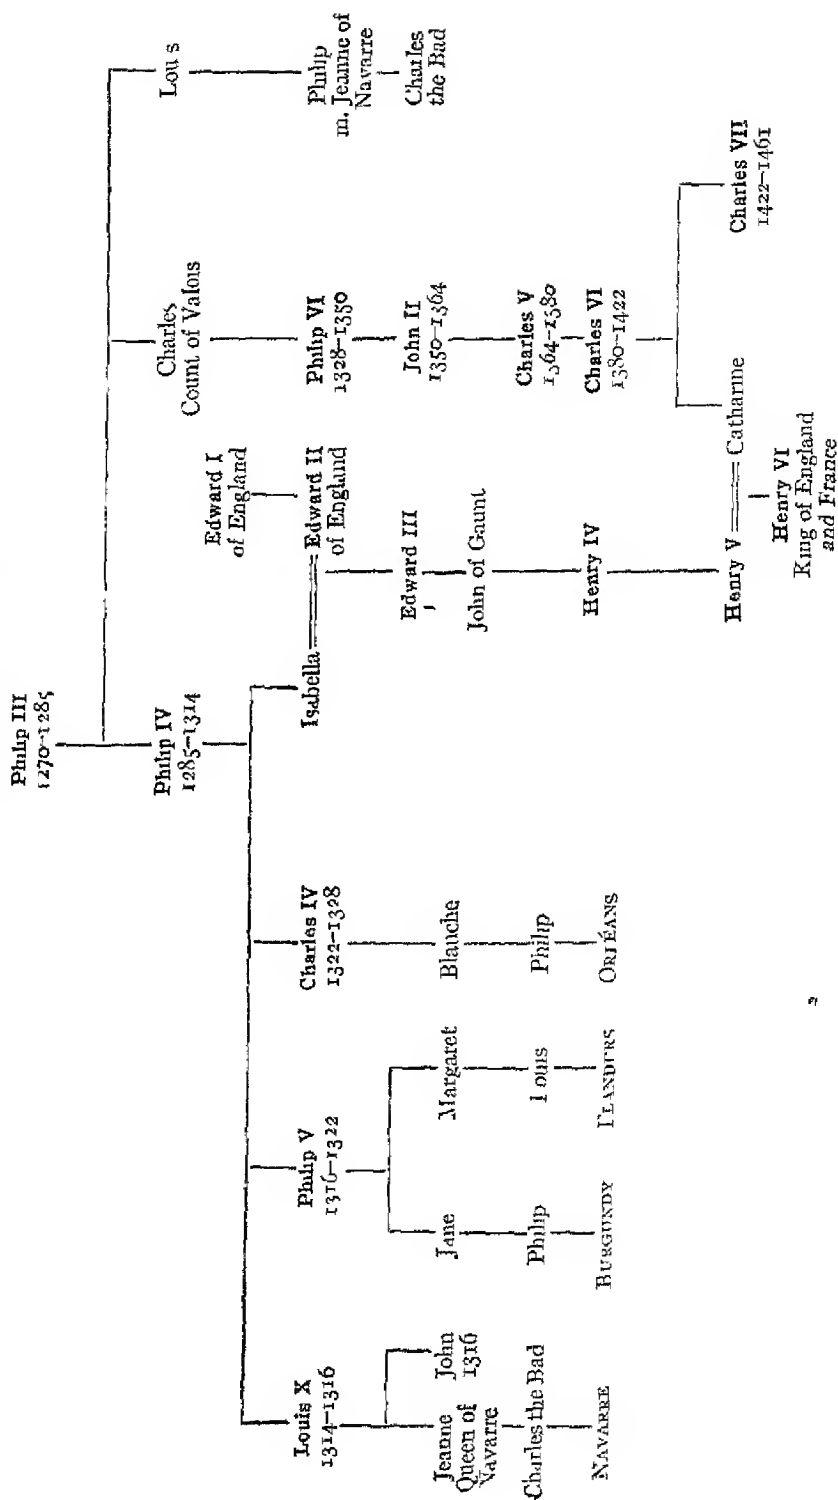 Philip III
1270–1285
Philip IV
1285–1314
Charles
Count of Valois
Lou s
Louis X
1314–1316
Philip V
1316–1322
Charles IV
1322–1328
Isabella
Edward I
of England
Edward II
of England
Philip VI
1328–1350
Philip
m. Jeanne of
Navarre
Jeanne
Queen of
Navarre
John
1316
Jane
Margaret
Blauche
Edward III
John II
1350–1364
Charles
the Bad
John of Gaunt
Charles the Bad
Philip
Louis
Philip
Charles V
1364–1380
NAVARRE
BURGUNDY
FLANDERS
ORLÉANS
Henry IV
Charles VI
1380–1422
Henry V
Catharine
Charles VII
1422–1461
Henry VI
King of England
and France